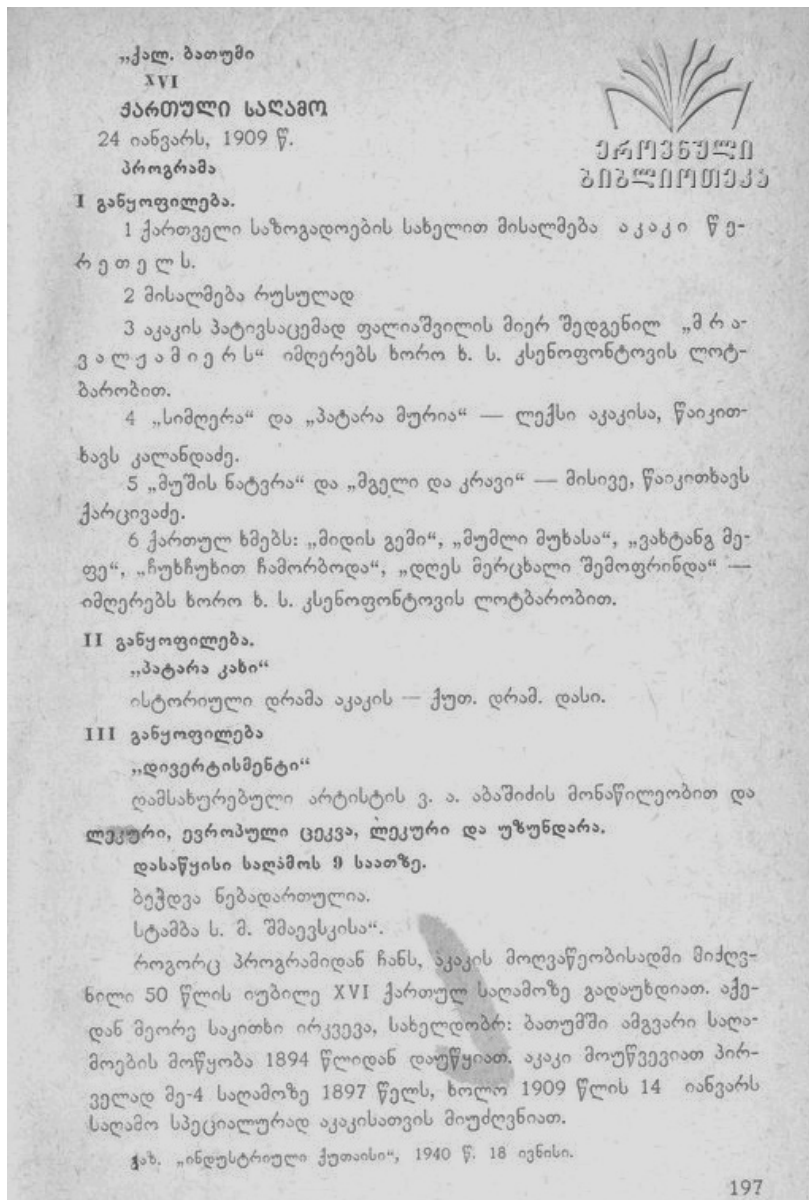 „ქალ. ბათუმი
XVI
ქართული საღამო
24 იანვარს, 1909 წ.
პროგრამა
ეროვნული
ბიბლიოთეკა
I განყოფილება.
1 ქართველი საზოგადოების სახელით მისალმება ა კ ა კ ი წ ე-
რ ე თ ე ლ ს.
2 მისალმება რუსულად
3 აკაკის პატივსაცემად ფალიაშვილის მიერ შედგენილ „მ რ ა-
ვ ა ლ ჟ ა მ ი ე რ ს“ იმღერებს ხორო ხ. ს. კსენოფონტოვის ლოტ-
ბარობით.
4 „სიმღერა“ და „პატარა მურია“ — ლექსი აკაკისა, წაიკით-
ხავს კალანდაძე.
5 „მუშის ნატვრა“ და „მგელი და კრავი“ — მისივე, წაიკითხავს
ქარცივაძე.
6 ქართულ ხმებს: „მიდის გემი“, „მუმლი მუხასა“, „ვახტანგ მე-
ფე“, „ჩუხჩუხით ჩამორბოდა“, „დღეს მერცხალი შემოფრინდა“ —
იმღერებს ხორო ხ. ს. კსენოფონტოვის ლოტბარობით.
II განყოფილება.
„პატარა კახი“
ისტორიული დრამა აკაკის — ქუთ. დრამ. დასი.
III განყოფილება
„დივერტისმენტი“
ღამსახურებული არტისტის ვ. ა. აბაშიძის მონაწილეობით და
ლეკური, ევროპული ცეკვა, ლეკური და უზუნდარა.
დასაწყისი საღამოს 9 საათზე.
ბეჭდვა ნებადართულია.
სტამბა ს. მ. შმაევსკისა“.
როგორც პროგრამიდან ჩანს, აკაკის მოღვაწეობისადმი მიძღვ-
ნილი 50 წლის იუბილე XVI ქართულ საღამოზე გადაუხდიათ. აქე-
დან მეორე საკითხი ირკვევა, სახელდობრ: ბათუმში ამგვარი საღა-
მოების მოწყობა 1894 წლიდან დაუწყიათ. აკაკი მოუწვევიათ პირ-
ველად მე-4 საღამოზე 1897 წელს, ხოლო 1909 წლის 14 იანვარს
საღამო სპეციალურად აკაკისათვის მიუძღვნიათ.
გაზ. „ინდუსტრიული ქუთაისი“, 1940 წ. 18 ივნისი.
197